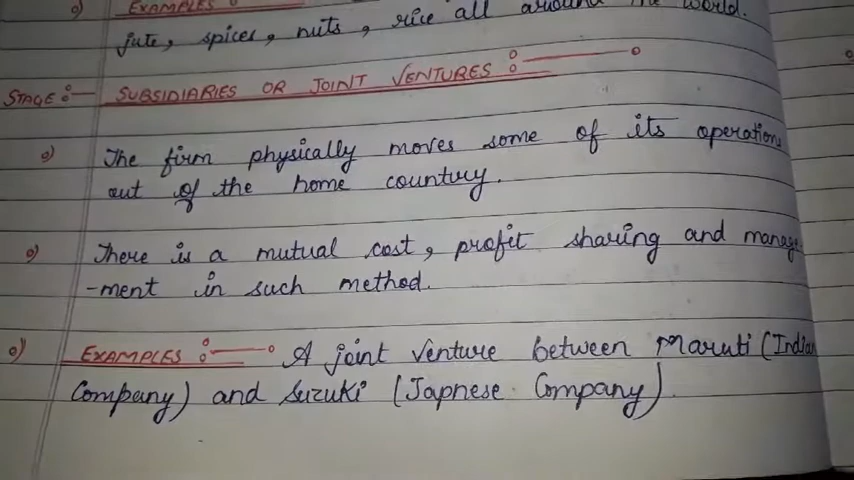 o) EXAMPLES o
jute, spices, nuts, rice all around the world.
STAGE :— SUBSIDIARIES OR JOINT VENTURES :—
o) The firm physically moves some of its operation
out of the home country.
o) There is a mutual cost, profit sharing and manage
-ment in such method.
o) EXAMPLES :— A joint venture between Maruti (Indian
Company) and Suzuki (Japnese Company).